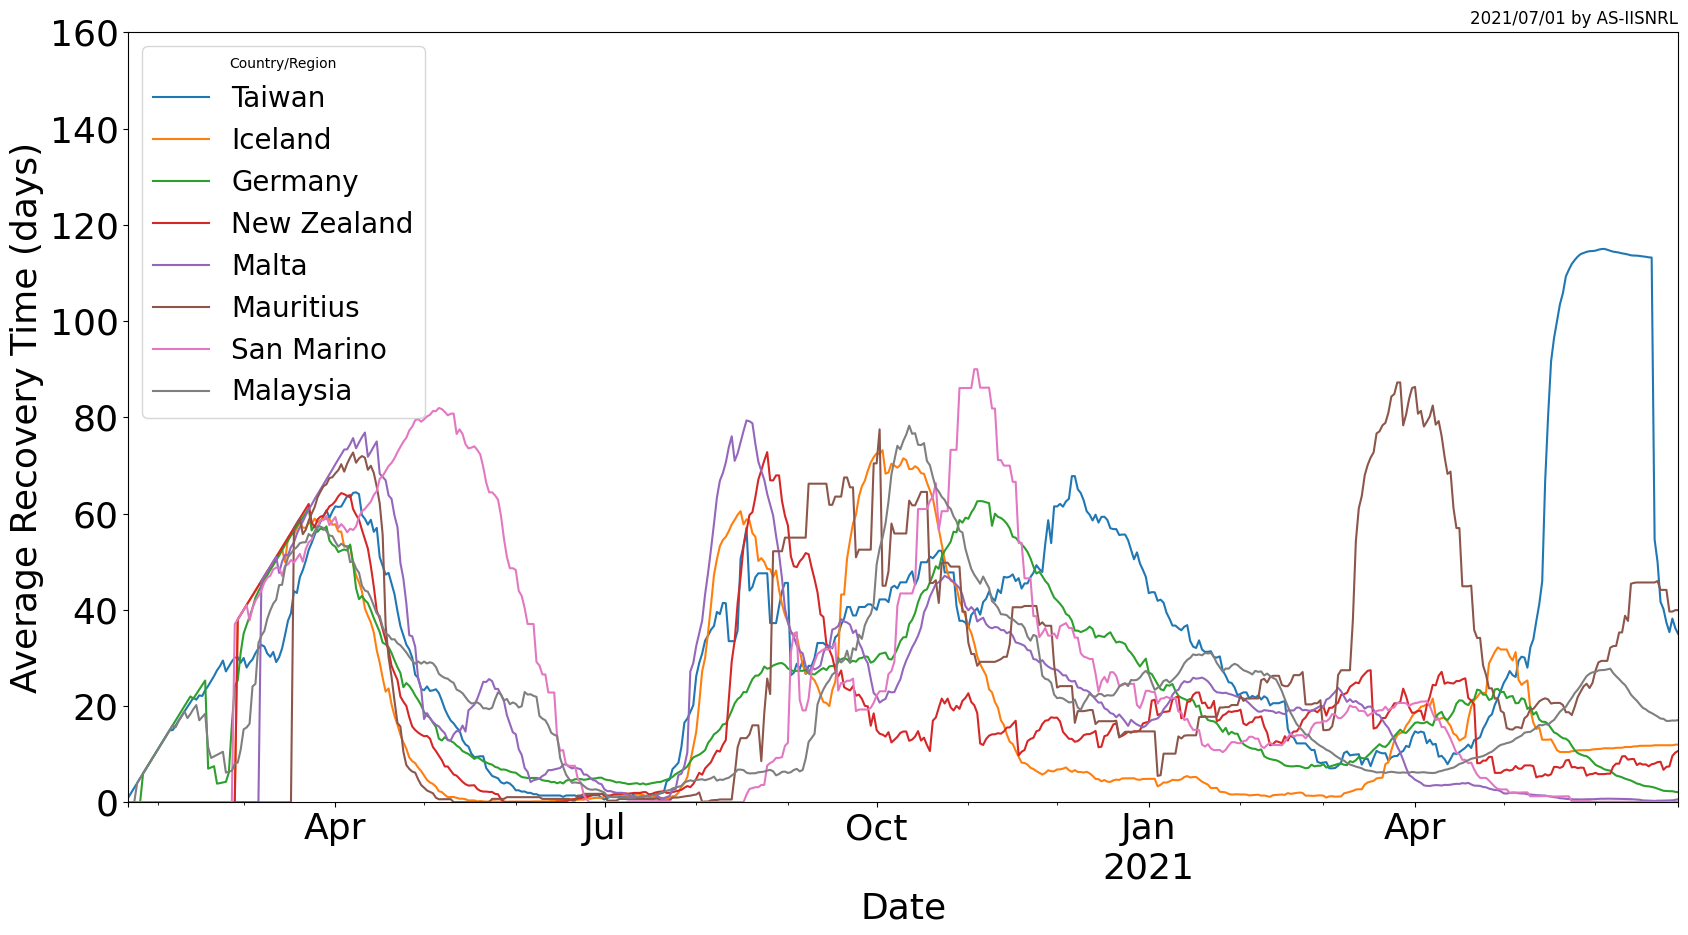 2021/07/01 by AS-IISNRL
Average Recovery Time (days)
160
140
120
100
80
60
40
20
0
Country/Region
Taiwan
Iceland
Germany
New Zealand
Malta
Mauritius
San Marino
Malaysia
Apr
Jul
Oct
Jan
2021
Apr
Date